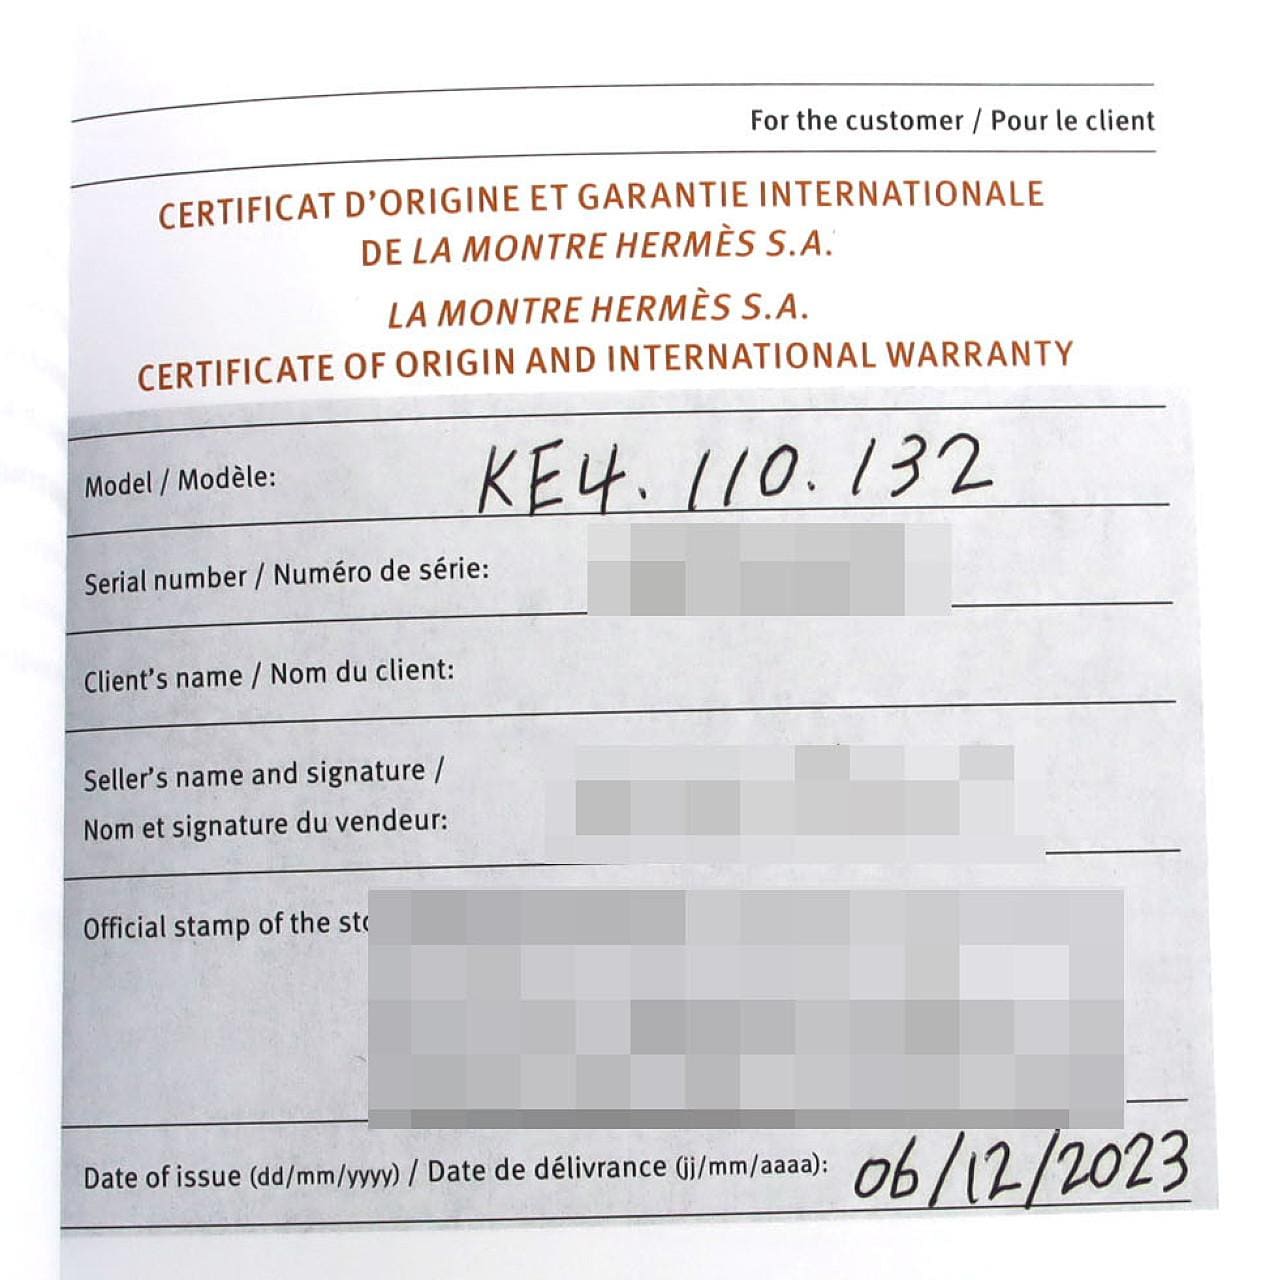 For the customer / Pour le client
CERTIFICAT D'ORIGINE ET GARANTIE INTERNATIONALE
DE LA MONTRE HERMÈS S.A.
LA MONTRE HERMÈS S.A.
CERTIFICATE OF ORIGIN AND INTERNATIONAL WARRANTY
Model / Modèle: KE4.110.132
Serial number / Numéro de série:
Client's name / Nom du client:
Seller's name and signature /
Nom et signature du vendeur:
Official stamp of the
Date of issue (dd/mm/yyyy) / Date de délivrance (jj/mm/aaaa): 06/12/2023